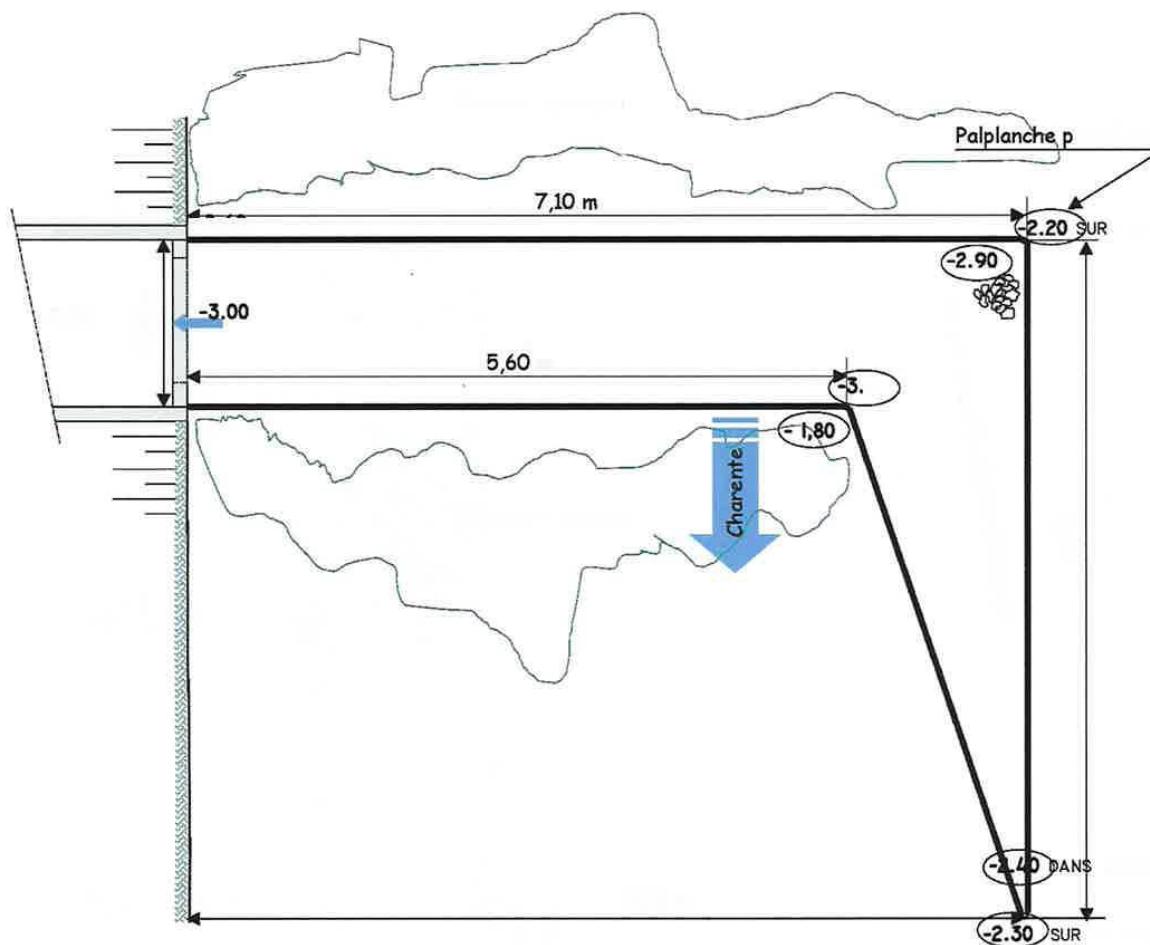 Palplanche p
7,10 m
-2.20 SUR
-2.90
-3.00
5,60
-3.
- 1,80
Charente
-2.40 DANS
-2.30 SUR